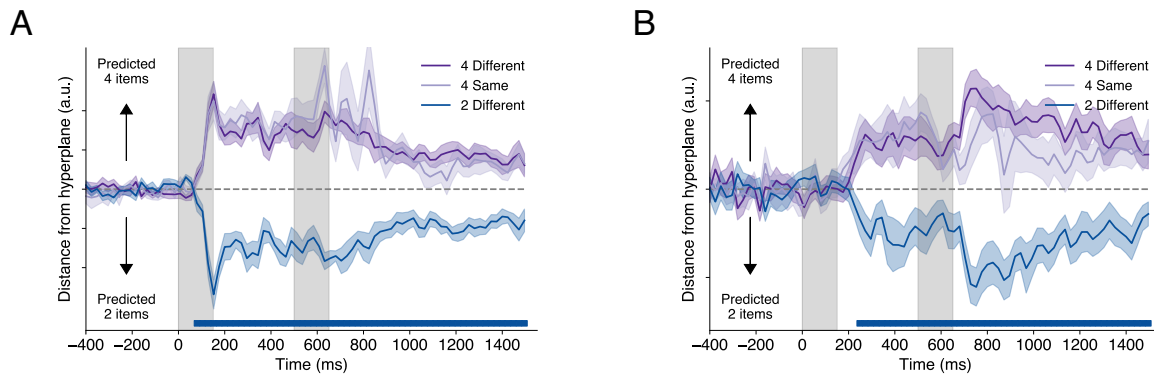 A
Distance from hyperplane (a.u.)
Predicted
4 items
4 Different
4 Same
2 Different
Predicted
2 items
−400 −200 0 200 400 600 800 1000 1200 1400
Time (ms)
B
Distance from hyperplane (a.u.)
Predicted
4 items
4 Different
4 Same
2 Different
Predicted
2 items
−400 −200 0 200 400 600 800 1000 1200 1400
Time (ms)